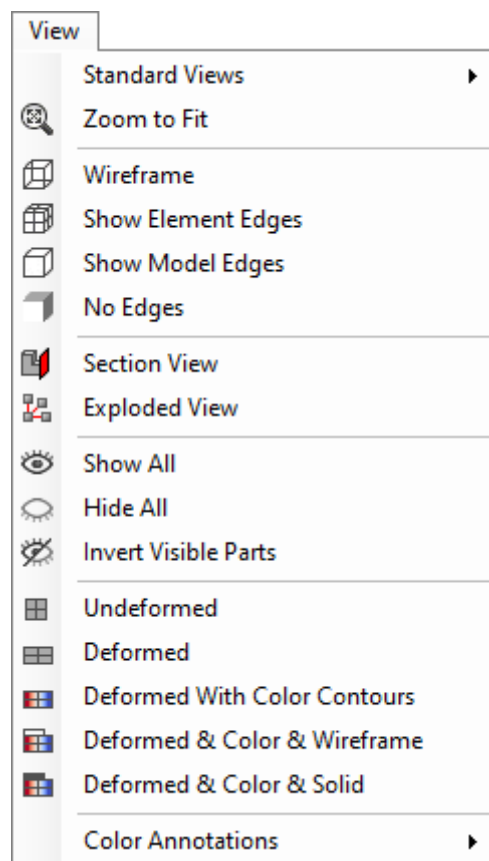 View
Standard Views
Zoom to Fit
Wireframe
Show Element Edges
Show Model Edges
No Edges
Section View
Exploded View
Show All
Hide All
Invert Visible Parts
Undeformed
Deformed
Deformed With Color Contours
Deformed & Color & Wireframe
Deformed & Color & Solid
Color Annotations